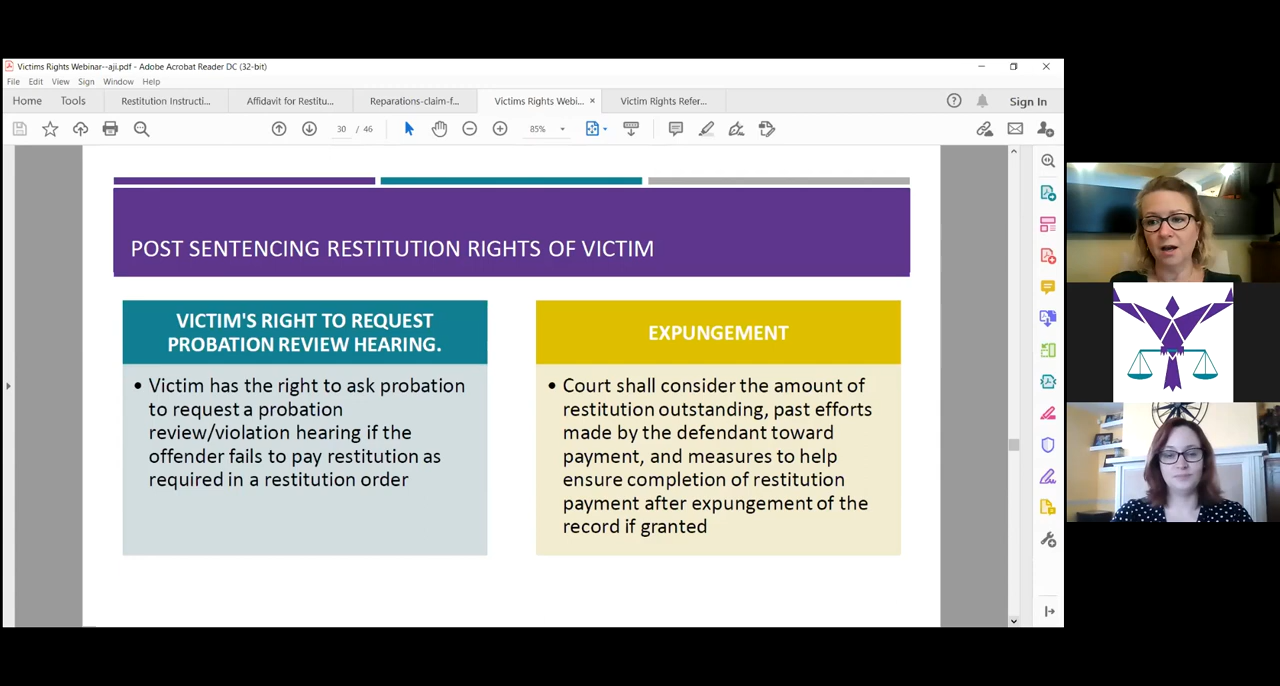 Victims Rights Webinar--aji.pdf - Adobe Acrobat Reader DC (32-bit)
File Edit View Sign Window Help
Home Tools Restitution Instructi... Affidavit for Restitu... Reparations-claim-f... Victims Rights Webi... × Victim Rights Refer... Sign In
30 / 46 85%
POST SENTENCING RESTITUTION RIGHTS OF VICTIM
VICTIM'S RIGHT TO REQUEST
PROBATION REVIEW HEARING.
• Victim has the right to ask probation
to request a probation
review/violation hearing if the
offender fails to pay restitution as
required in a restitution order
EXPUNGEMENT
• Court shall consider the amount of
restitution outstanding, past efforts
made by the defendant toward
payment, and measures to help
ensure completion of restitution
payment after expungement of the
record if granted